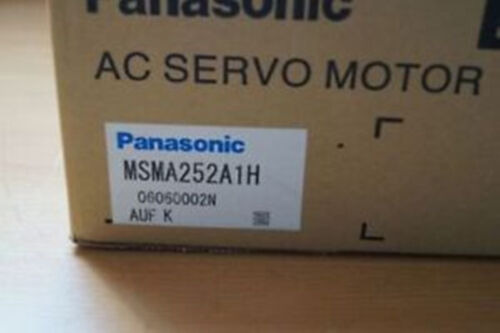 Panasonic
AC SERVO MOTOR
Panasonic
MSMA252A1H
06060002N
AUF K